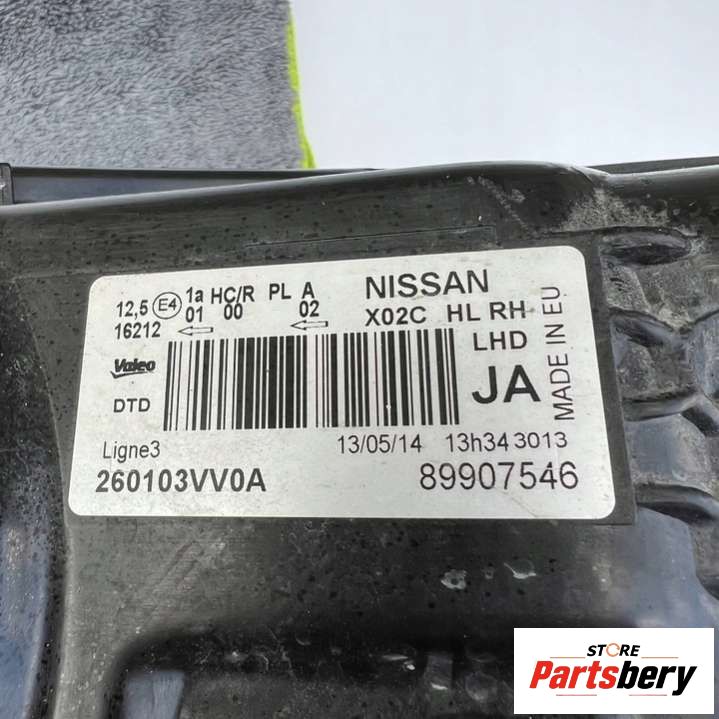 12,5 E4 1a HC/R PL A NISSAN
16212 01 00 02 X02C HL RH
Valeo LHD
DTD JA
MADE IN EU
Ligne3 13/05/14 13h34 3013
260103VV0A 89907546
STORE
Partsbery